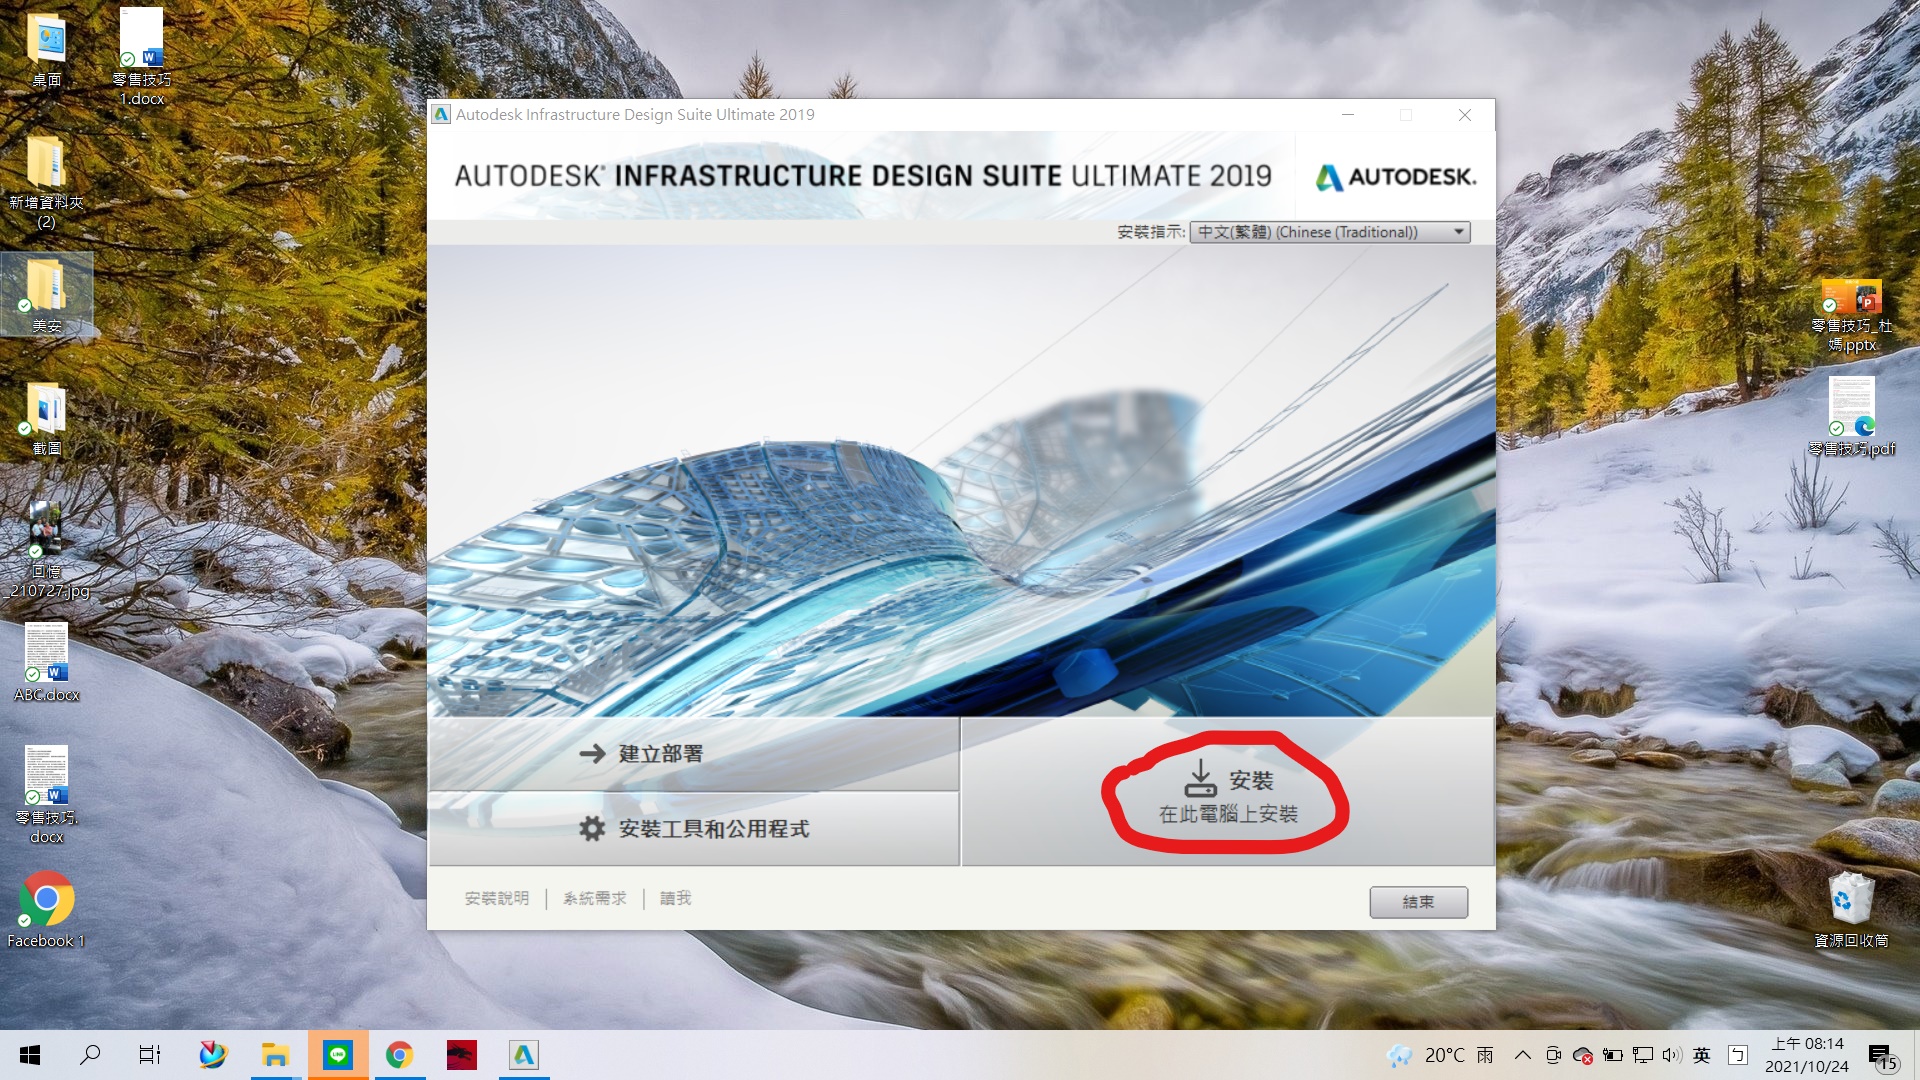 桌面
零售技巧
1.docx
新增資料夾
(2)
美安
截圖
回憶
_210727.jpg
ABC.docx
零售技巧.
docx
Facebook 1
Autodesk Infrastructure Design Suite Ultimate 2019
AUTODESK® INFRASTRUCTURE DESIGN SUITE ULTIMATE 2019
AUTODESK.
安裝指示: 中文(繁體) (Chinese (Traditional))
建立部署
安裝工具和公用程式
安裝
在此電腦上安裝
安裝說明 | 系統需求 | 讀我
結束
零售技巧_杜
媽.pptx
零售技巧.pdf
資源回收筒
20°C 雨
英
ㄅ
上午 08:14
2021/10/24
15